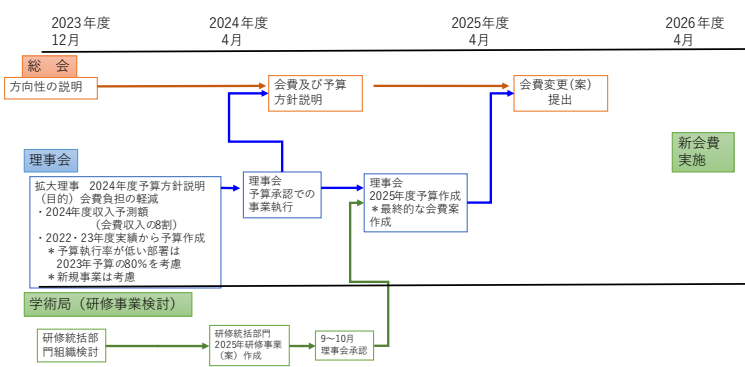 2023年度
12月
2024年度
4月
2025年度
4月
2026年度
4月
総　会
方向性の説明
会費及び予算
方針説明
会費変更(案)
提出
新会費
実施
理事会
拡大理事　2024年度予算方針説明
（目的）会費負担の軽減
・2024年度収入予測額
（会費収入の8割）
・2022・23年度実績から予算作成
＊予算執行率が低い部署は
2023年予算の80%を考慮
＊新規事業は考慮
理事会
予算承認での
事業執行
理事会
2025年度予算作成
＊最終的な会費案
作成
学術局（研修事業検討）
研修統括部
門組織検討
研修統括部門
2025年研修事業
（案）作成
9～10月
理事会承認